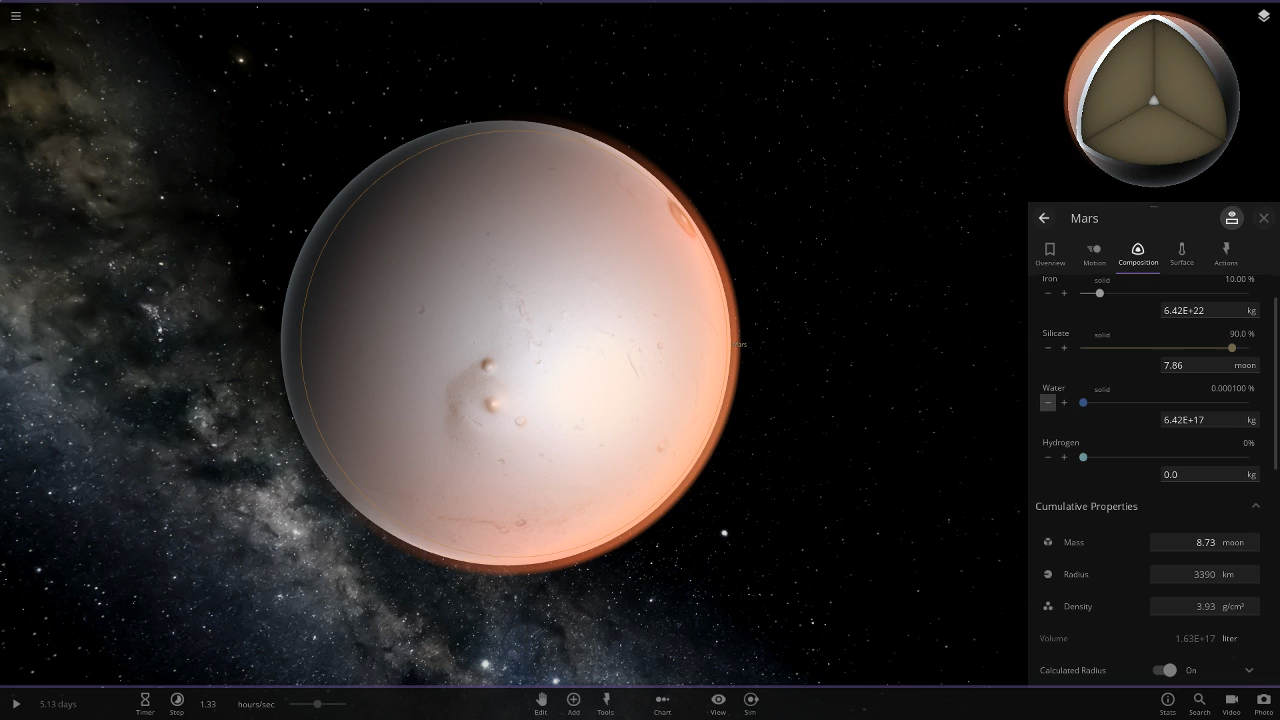 Mars
Mars
Overview Motion Composition Surface Actions
Iron solid 10.00 %
6.42E+22 kg
Silicate solid 90.0 %
7.86 moon
Water solid 0.000100 %
6.42E+17 kg
Hydrogen 0%
0.0 kg
Cumulative Properties
Mass 8.73 moon
Radius 3390 km
Density 3.93 g/cm³
Volume 1.63E+17 liter
Calculated Radius On
5.13 days Timer Step 1.33 hours/sec Edit Add Tools Chart View Sim Stats Search Video Photo